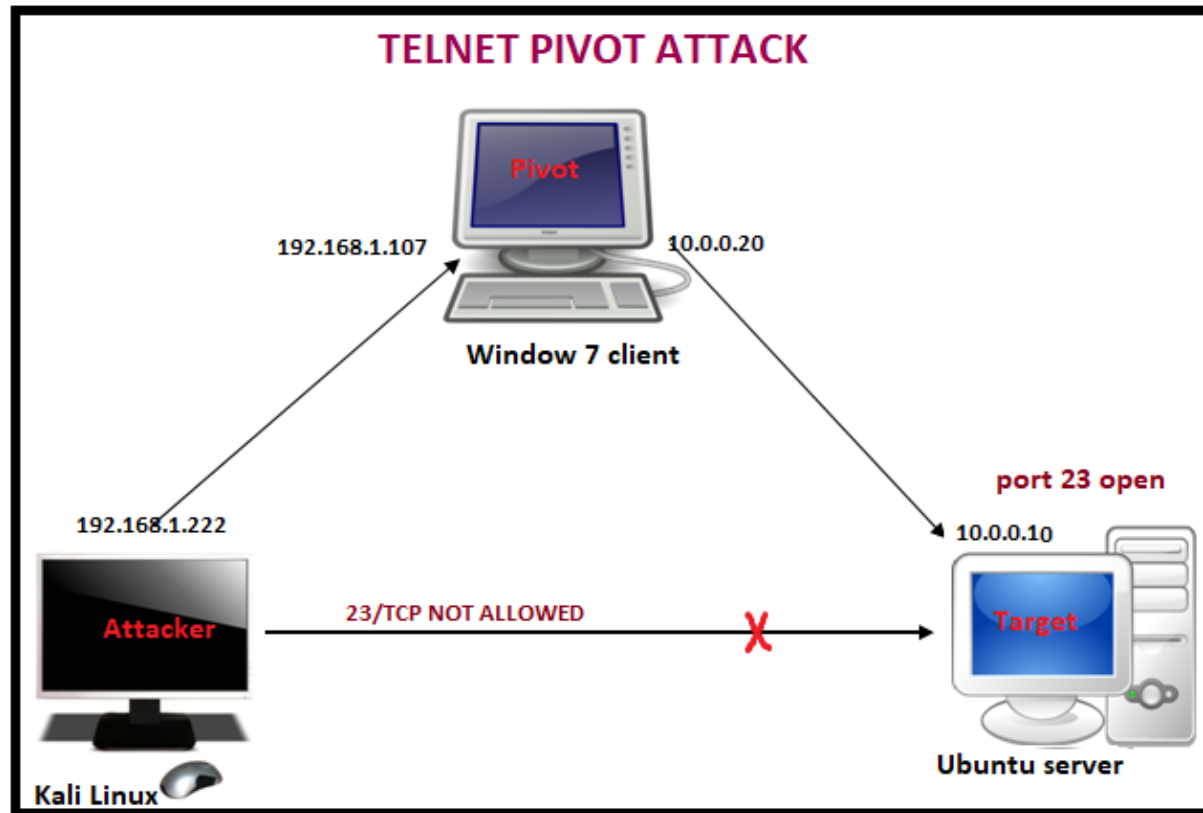 TELNET PIVOT ATTACK
Pivot
192.168.1.107
10.0.0.20
Window 7 client
port 23 open
192.168.1.222
10.0.0.10
23/TCP NOT ALLOWED
X
Attacker
Target
Ubuntu server
Kali Linux